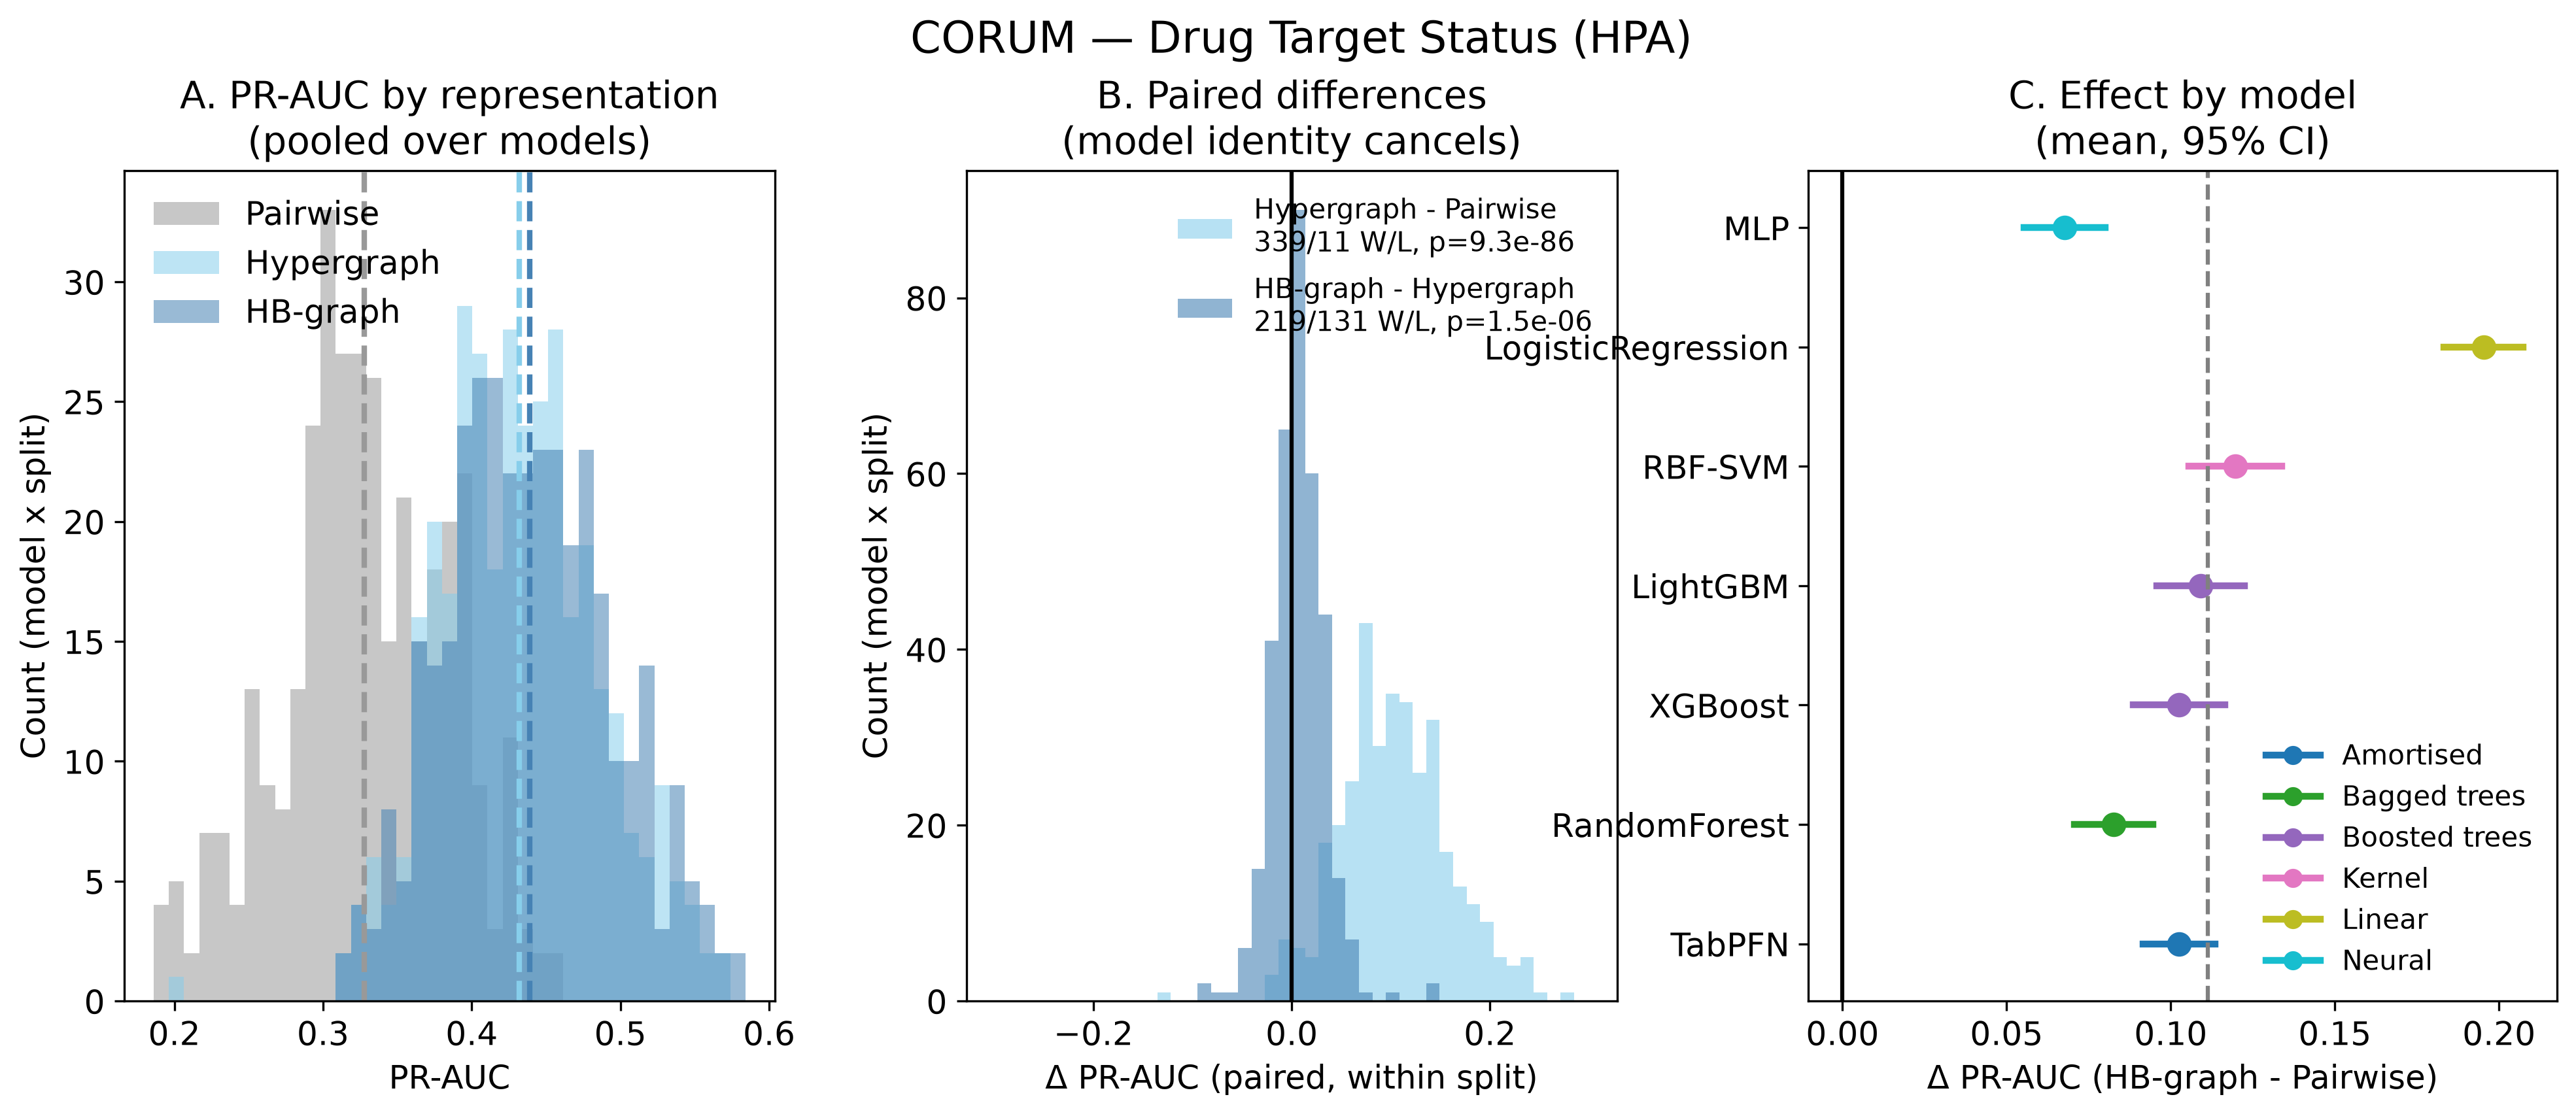 CORUM — Drug Target Status (HPA)
A. PR-AUC by representation
(pooled over models)
Pairwise
Hypergraph
HB-graph
Count (model x split)
30
25
20
15
10
5
0
0.2
0.3
0.4
0.5
0.6
PR-AUC
B. Paired differences
(model identity cancels)
Hypergraph - Pairwise
339/11 W/L, p=9.3e-86
HB-graph - Hypergraph
219/131 W/L, p=1.5e-06
Count (model x split)
80
60
40
20
0
−0.2
0.0
0.2
Δ PR-AUC (paired, within split)
C. Effect by model
(mean, 95% CI)
MLP
LogisticRegression
RBF-SVM
LightGBM
XGBoost
RandomForest
TabPFN
Amortised
Bagged trees
Boosted trees
Kernel
Linear
Neural
0.00
0.05
0.10
0.15
0.20
Δ PR-AUC (HB-graph - Pairwise)